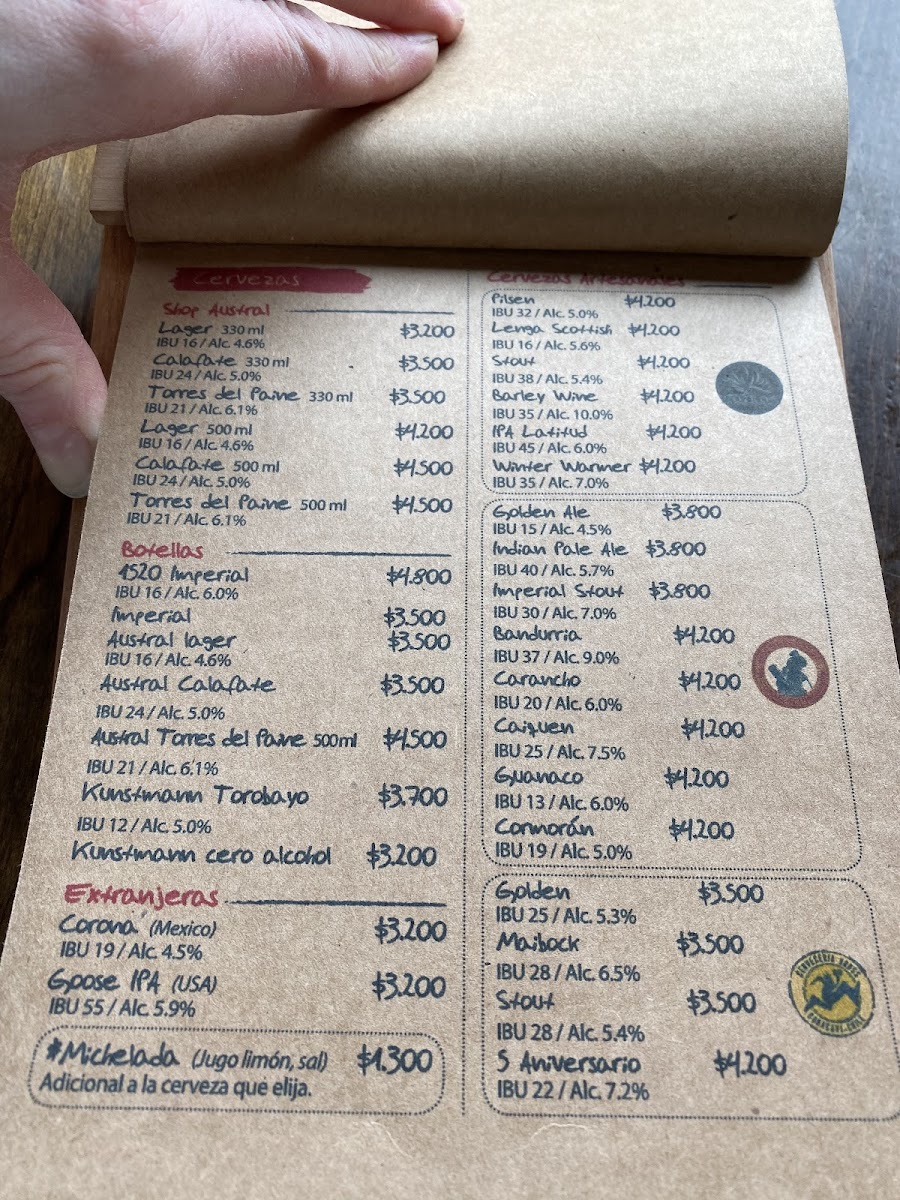 Cervezas
Shop Austral
Lager 330 ml $3.200
IBU 16 / Alc. 4.6%
Calafate 330 ml $3.500
IBU 24 / Alc. 5.0%
Torres del Paine 330 ml $3.500
IBU 21 / Alc. 6.1%
Lager 500 ml $4.200
IBU 16 / Alc. 4.6%
Calafate 500 ml $4.500
IBU 24 / Alc. 5.0%
Torres del Paine 500 ml $4.500
IBU 21 / Alc. 6.1%
Botellas
1520 Imperial $4.800
IBU 16 / Alc. 6.0%
Imperial $3.500
Austral lager $3.500
IBU 16 / Alc. 4.6%
Austral Calafate $3.500
IBU 24 / Alc. 5.0%
Austral Torres del Paine 500ml $4.500
IBU 21 / Alc. 6.1%
Kunstmann Torobayo $3.700
IBU 12 / Alc. 5.0%
Kunstmann cero alcohol $3.200
Extranjeras
Corona´ (Mexico) $3.200
IBU 19 / Alc. 4.5%
Goose IPA (USA) $3.200
IBU 55 / Alc. 5.9%
*Michelada (Jugo limón, sal) $1.300
Adicional a la cerveza que elija.
Cervezas Artesanales
Pilsen $4.200
IBU 32 / Alc. 5.0%
Lenga Scottish $4.200
IBU 16 / Alc. 5.6%
Stout $4.200
IBU 38 / Alc. 5.4%
Barley Wine $4.200
IBU 35 / Alc. 10.0%
IPA Latitud $4.200
IBU 45 / Alc. 6.0%
Winter Warmer $4.200
IBU 35 / Alc. 7.0%
Golden Ale $3.800
IBU 15 / Alc. 4.5%
Indian Pale Ale $3.800
IBU 40 / Alc. 5.7%
Imperial Stout $3.800
IBU 30 / Alc. 7.0%
Bandurria $4.200
IBU 37 / Alc. 9.0%
Carancho $4.200
IBU 20 / Alc. 6.0%
Caiquen $4.200
IBU 25 / Alc. 7.5%
Guanaco $4.200
IBU 13 / Alc. 6.0%
Cormorán $4.200
IBU 19 / Alc. 5.0%
Golden $3.500
IBU 25 / Alc. 5.3%
Maibock $3.500
IBU 28 / Alc. 6.5%
Stout $3.500
IBU 28 / Alc. 5.4%
5 Aniversario $4.200
IBU 22 / Alc. 7.2%